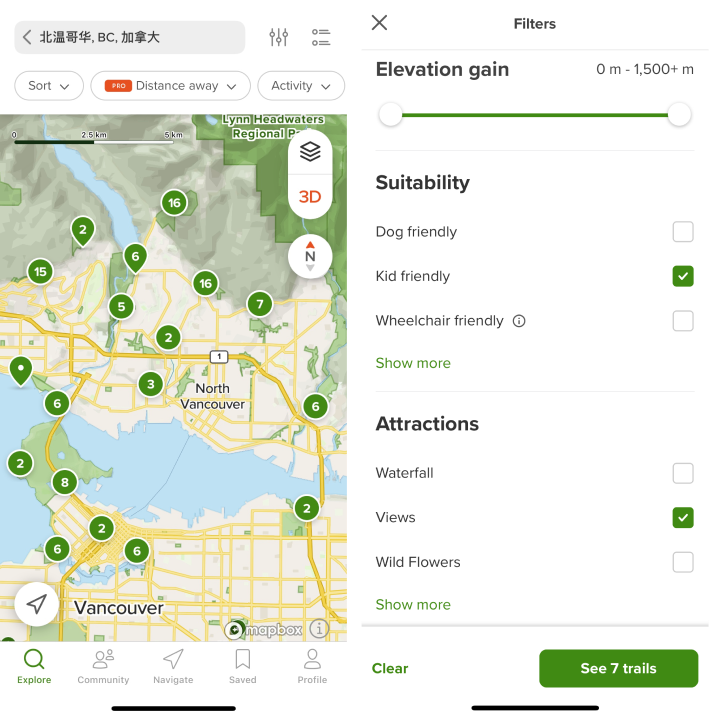 北温哥华, BC, 加拿大
Sort
PRO Distance away
Activity
Lynn Headwaters
Regional Pa
0 2.5 km 5 km
3D
N
16
2
6
15
16
5
7
2
1
3
North
Vancouver
6
6
2
8
2
2
6
6
Vancouver
mapbox
Explore
Community
Navigate
Saved
Profile
Filters
Elevation gain
0 m - 1,500+ m
Suitability
Dog friendly
Kid friendly
Wheelchair friendly
Show more
Attractions
Waterfall
Views
Wild Flowers
Show more
Clear
See 7 trails